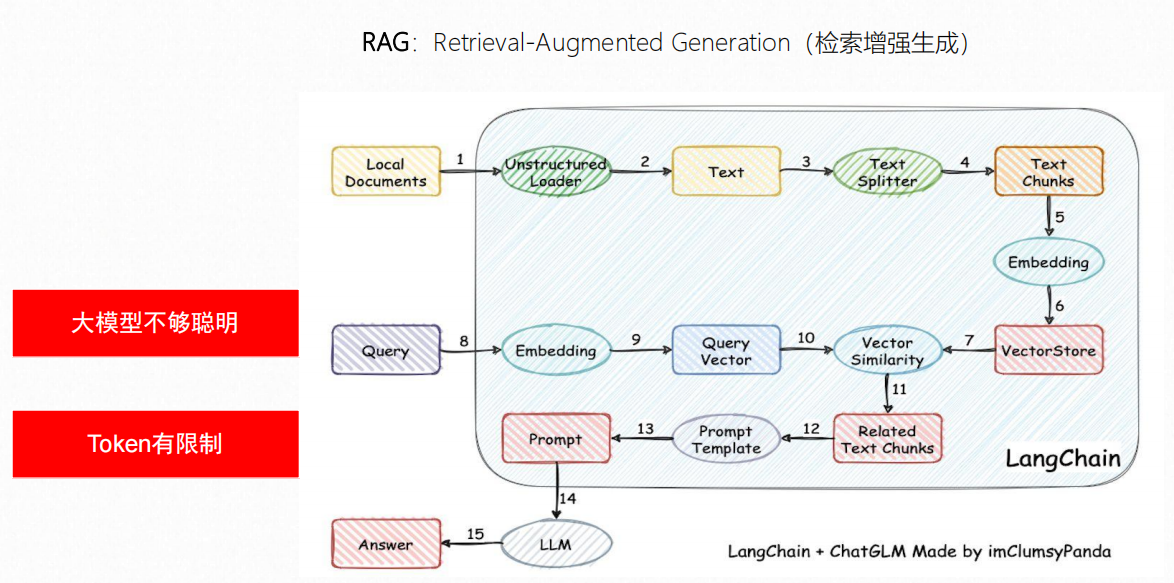 RAG：Retrieval-Augmented Generation（检索增强生成）
1
2
3
4
Local
Documents
Unstructured
Loader
Text
Text
Splitter
Text
Chunks
5
Embedding
6
大模型不够聪明
8
9
10
7
Query
Embedding
Query
Vector
Vector
Similarity
VectorStore
11
Token有限制
13
12
Prompt
Prompt
Template
Related
Text Chunks
LangChain
14
15
Answer
LLM
LangChain + ChatGLM Made by imClumsyPanda